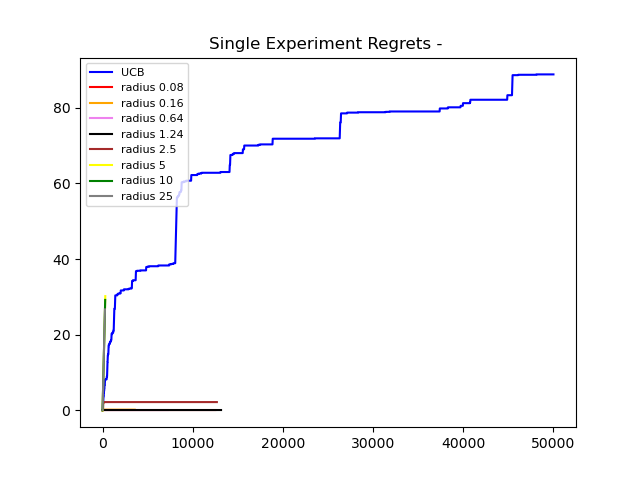 Single Experiment Regrets -
UCB
radius 0.08
radius 0.16
radius 0.64
radius 1.24
radius 2.5
radius 5
radius 10
radius 25
80
60
40
20
0
0 10000 20000 30000 40000 50000